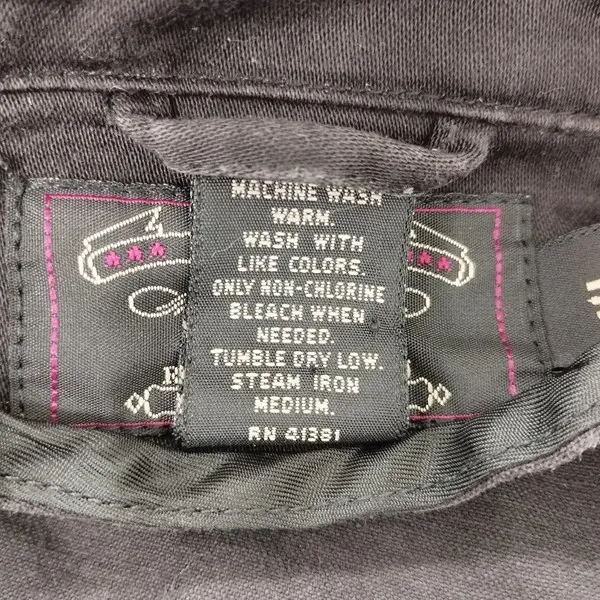 MACHINE WASH
WARM.
WASH WITH
LIKE COLORS.
ONLY NON-CHLORINE
BLEACH WHEN
NEEDED.
TUMBLE DRY LOW.
STEAM IRON
MEDIUM.
RN 41381